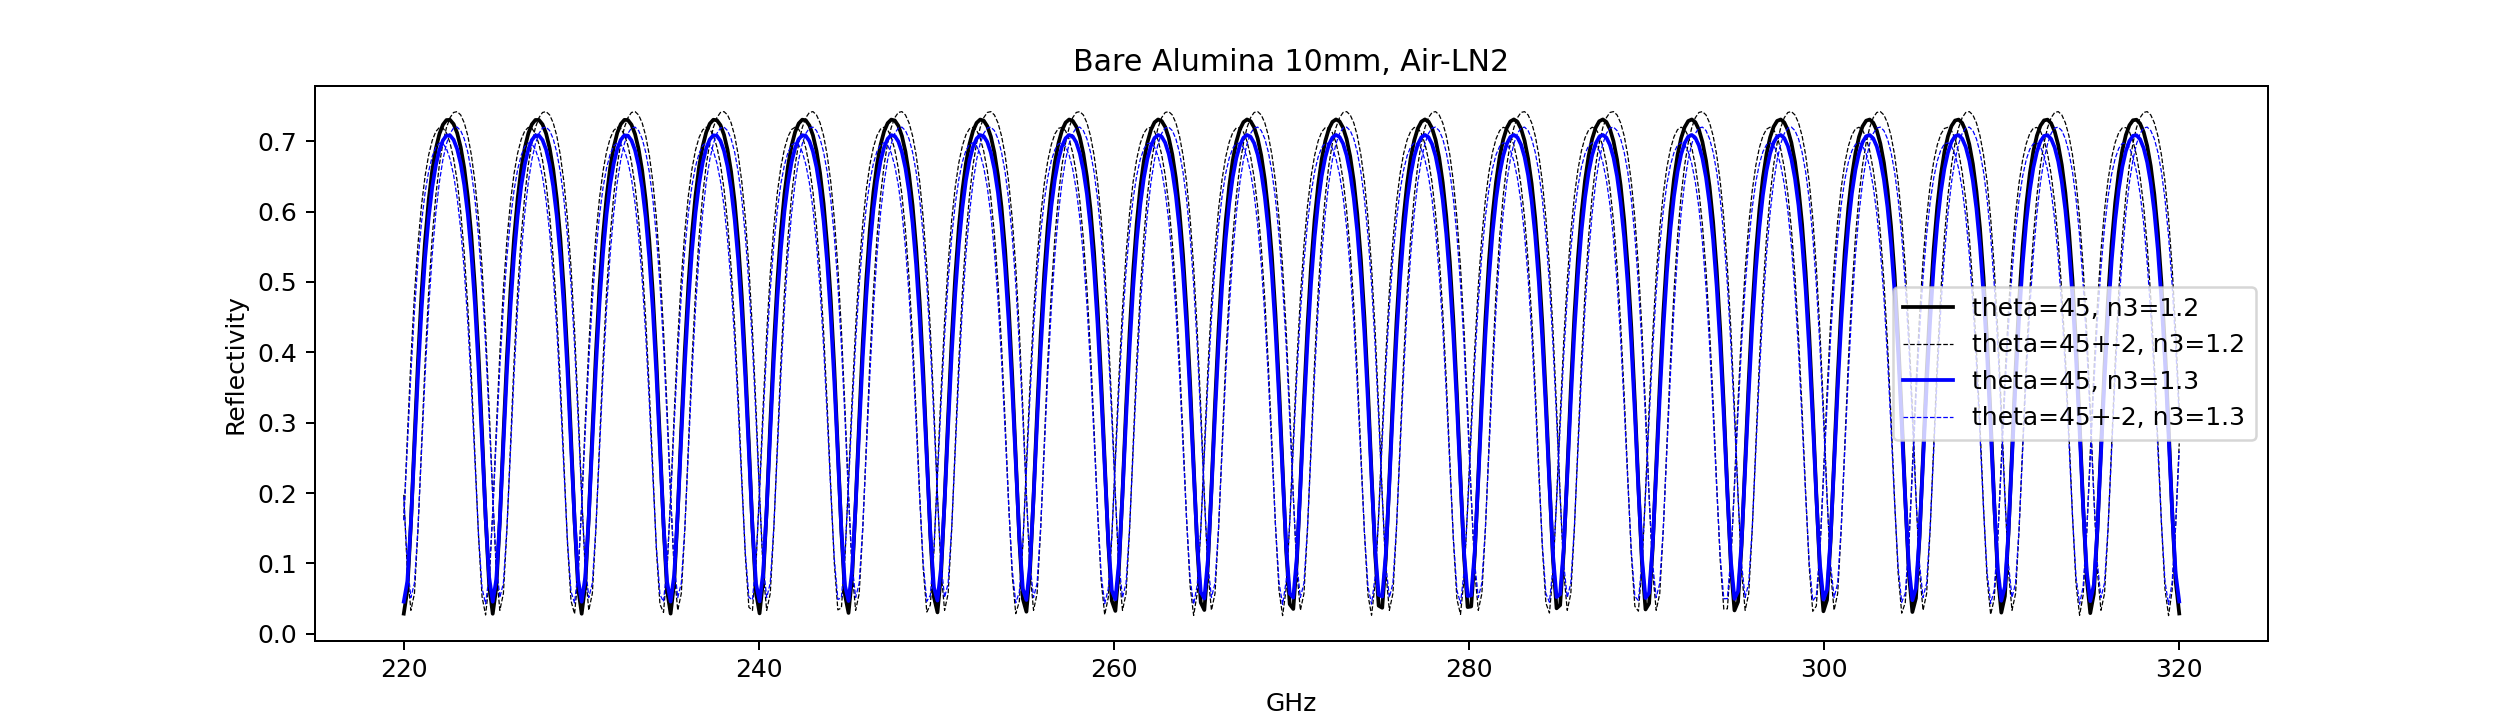 Bare Alumina 10mm, Air-LN2
Reflectivity
0.7
0.6
0.5
0.4
0.3
0.2
0.1
0.0
theta=45, n3=1.2
theta=45+-2, n3=1.2
theta=45, n3=1.3
theta=45+-2, n3=1.3
220 240 260 280 300 320
GHz